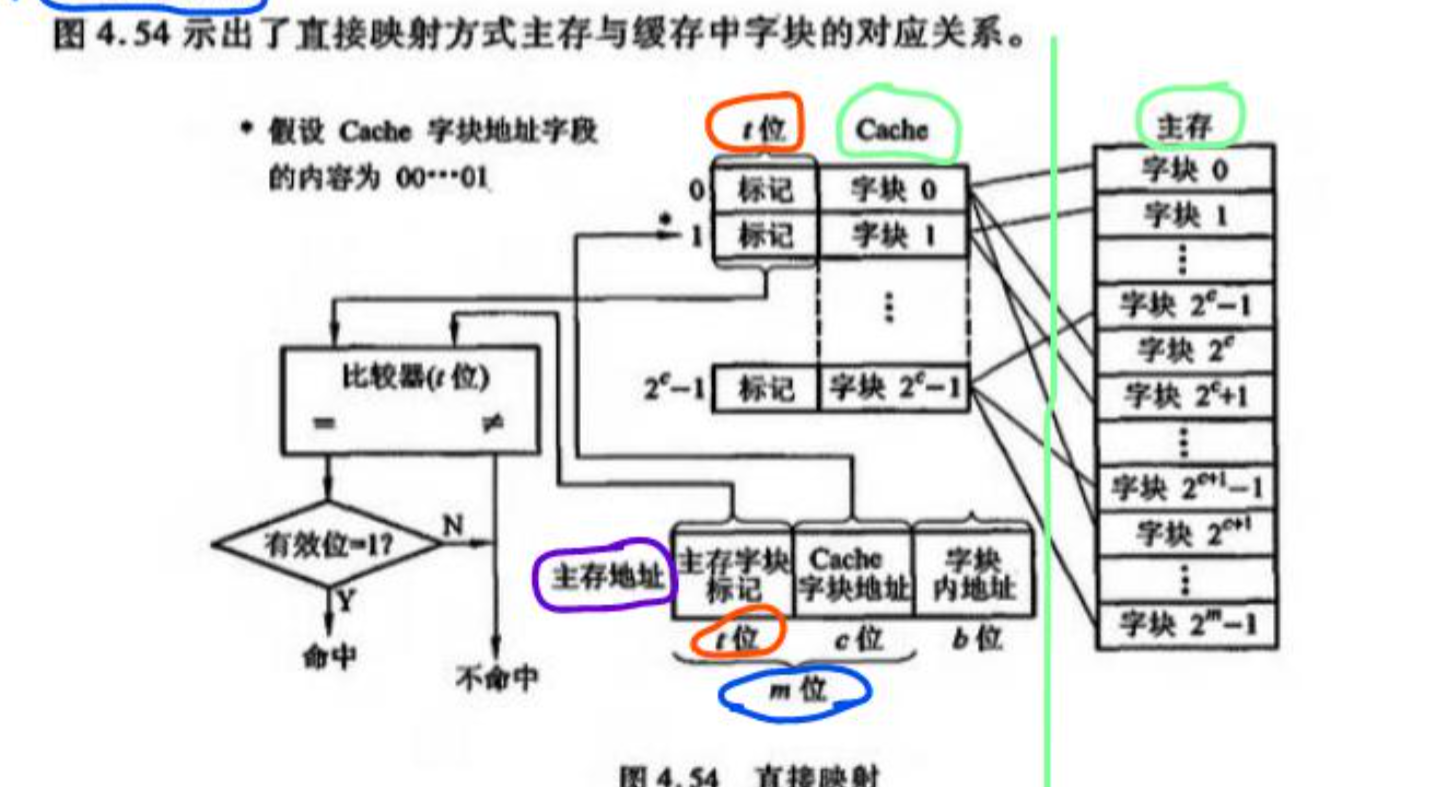 图 4.54 示出了直接映射方式主存与缓存中字块的对应关系。
* 假设 Cache 字块地址字段
的内容为 00…01
t 位 Cache 主存
0 标记 字块 0
* 1 标记 字块 1
⋮
2^c-1 标记 字块 2^c-1
字块 0
字块 1
⋮
字块 2^c-1
字块 2^c
字块 2^c+1
⋮
字块 2^{c+1}-1
字块 2^{c+1}
⋮
字块 2^m-1
比较器(t 位)
= ≠
有效位=1? N
Y
命中
不命中
主存地址
主存字块标记
Cache 字块地址
字块内地址
t 位 c 位 b 位
m 位
图 4.54 直接映射